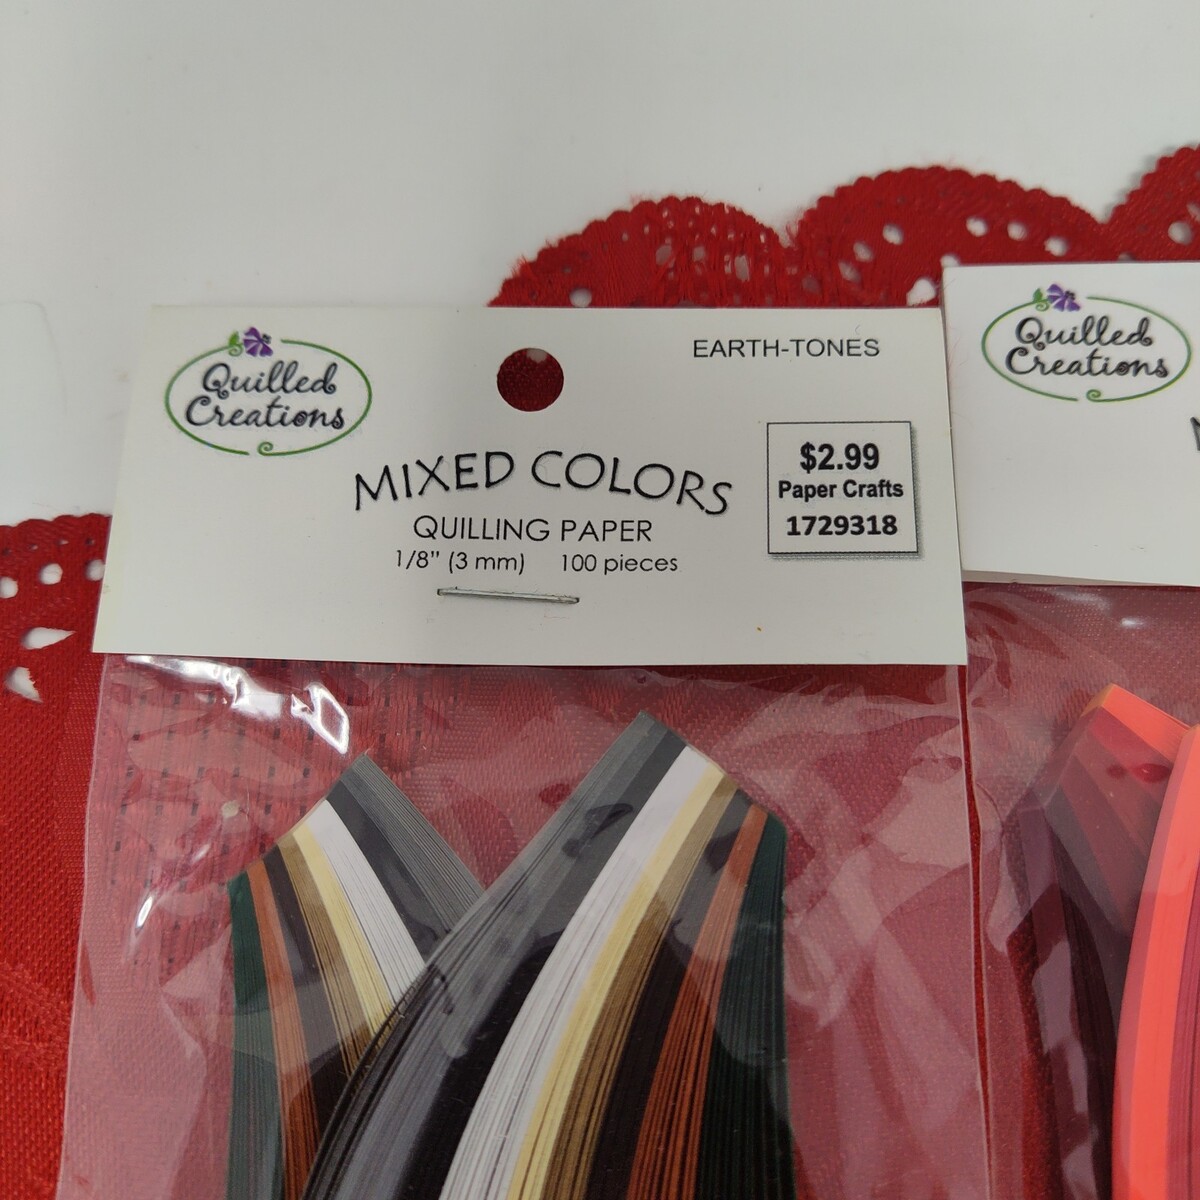 Quilled
Creations
EARTH-TONES
MIXED COLORS
QUILLING PAPER
1/8" (3 mm) 100 pieces
$2.99
Paper Crafts
1729318
Quilled
Creations